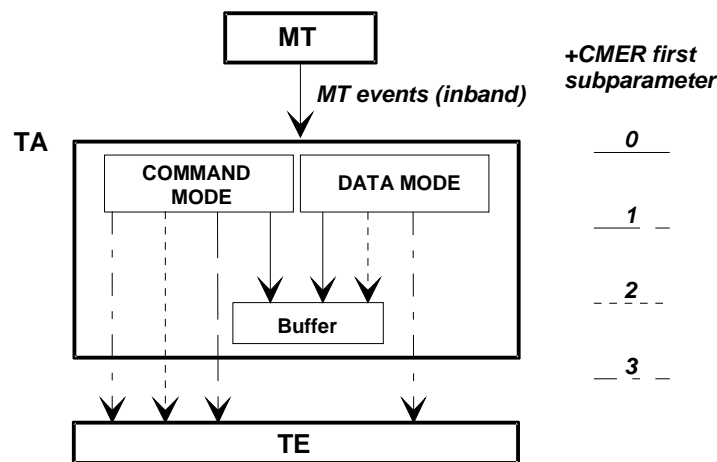 MT
+CMER first
subparameter
MT events (inband)
TA
0
COMMAND
MODE
DATA MODE
1
2
Buffer
3
TE